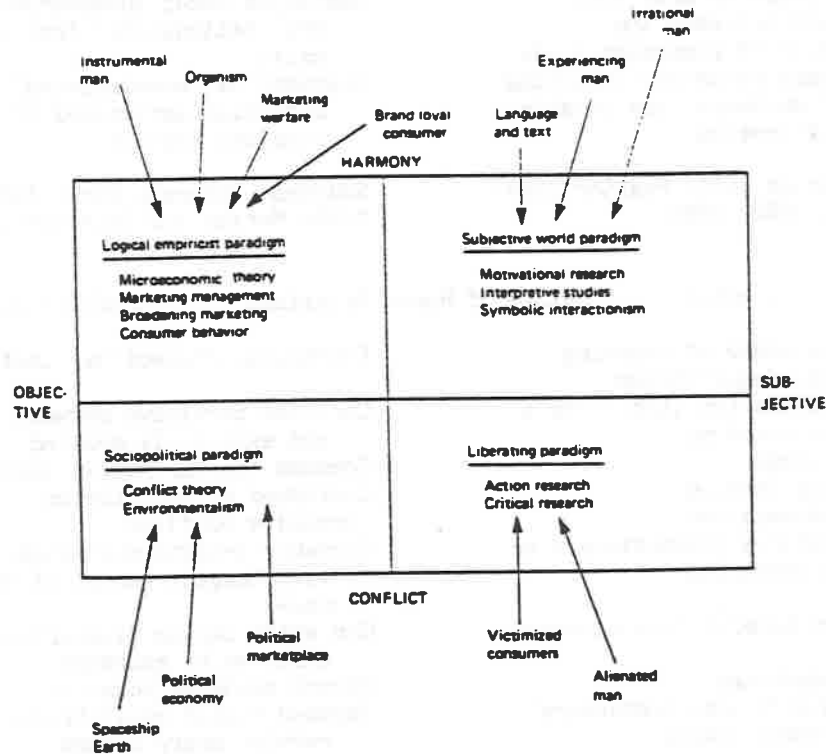 Irrational
man
Instrumental
man
Organism
Experiencing
man
Marketing
warfare
Brand loyal
consumer
Language
and text
HARMONY
Logical empiricist paradigm
Microeconomic theory
Marketing management
Broadening marketing
Consumer behavior
Subjective world paradigm
Motivational research
Interpretive studies
Symbolic interactionism
OBJEC-
TIVE
SUB-
JECTIVE
Sociopolitical paradigm
Conflict theory
Environmentalism
Liberating paradigm
Action research
Critical research
CONFLICT
Political
marketplace
Victimized
consumers
Political
economy
Alienated
man
Spaceship
Earth